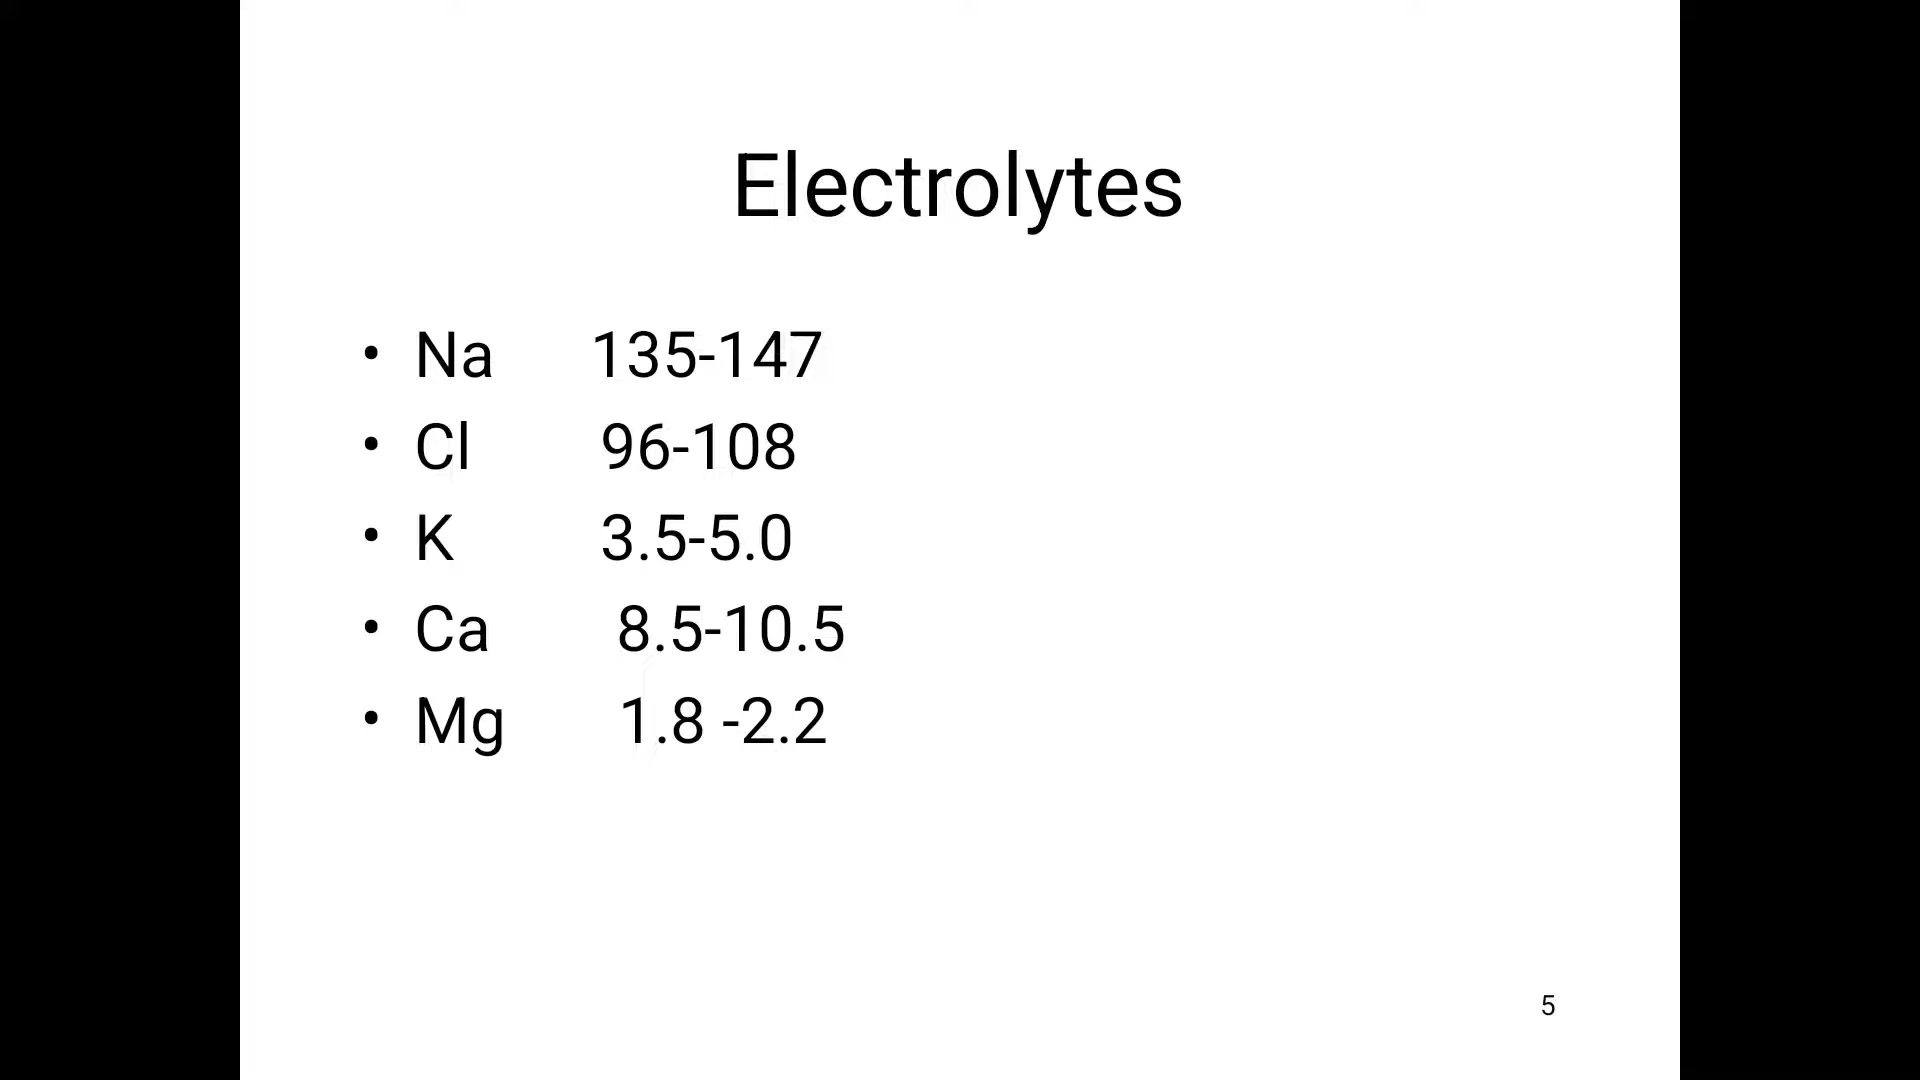 Electrolytes
• Na 135-147
• Cl 96-108
• K 3.5-5.0
• Ca 8.5-10.5
• Mg 1.8 -2.2
5